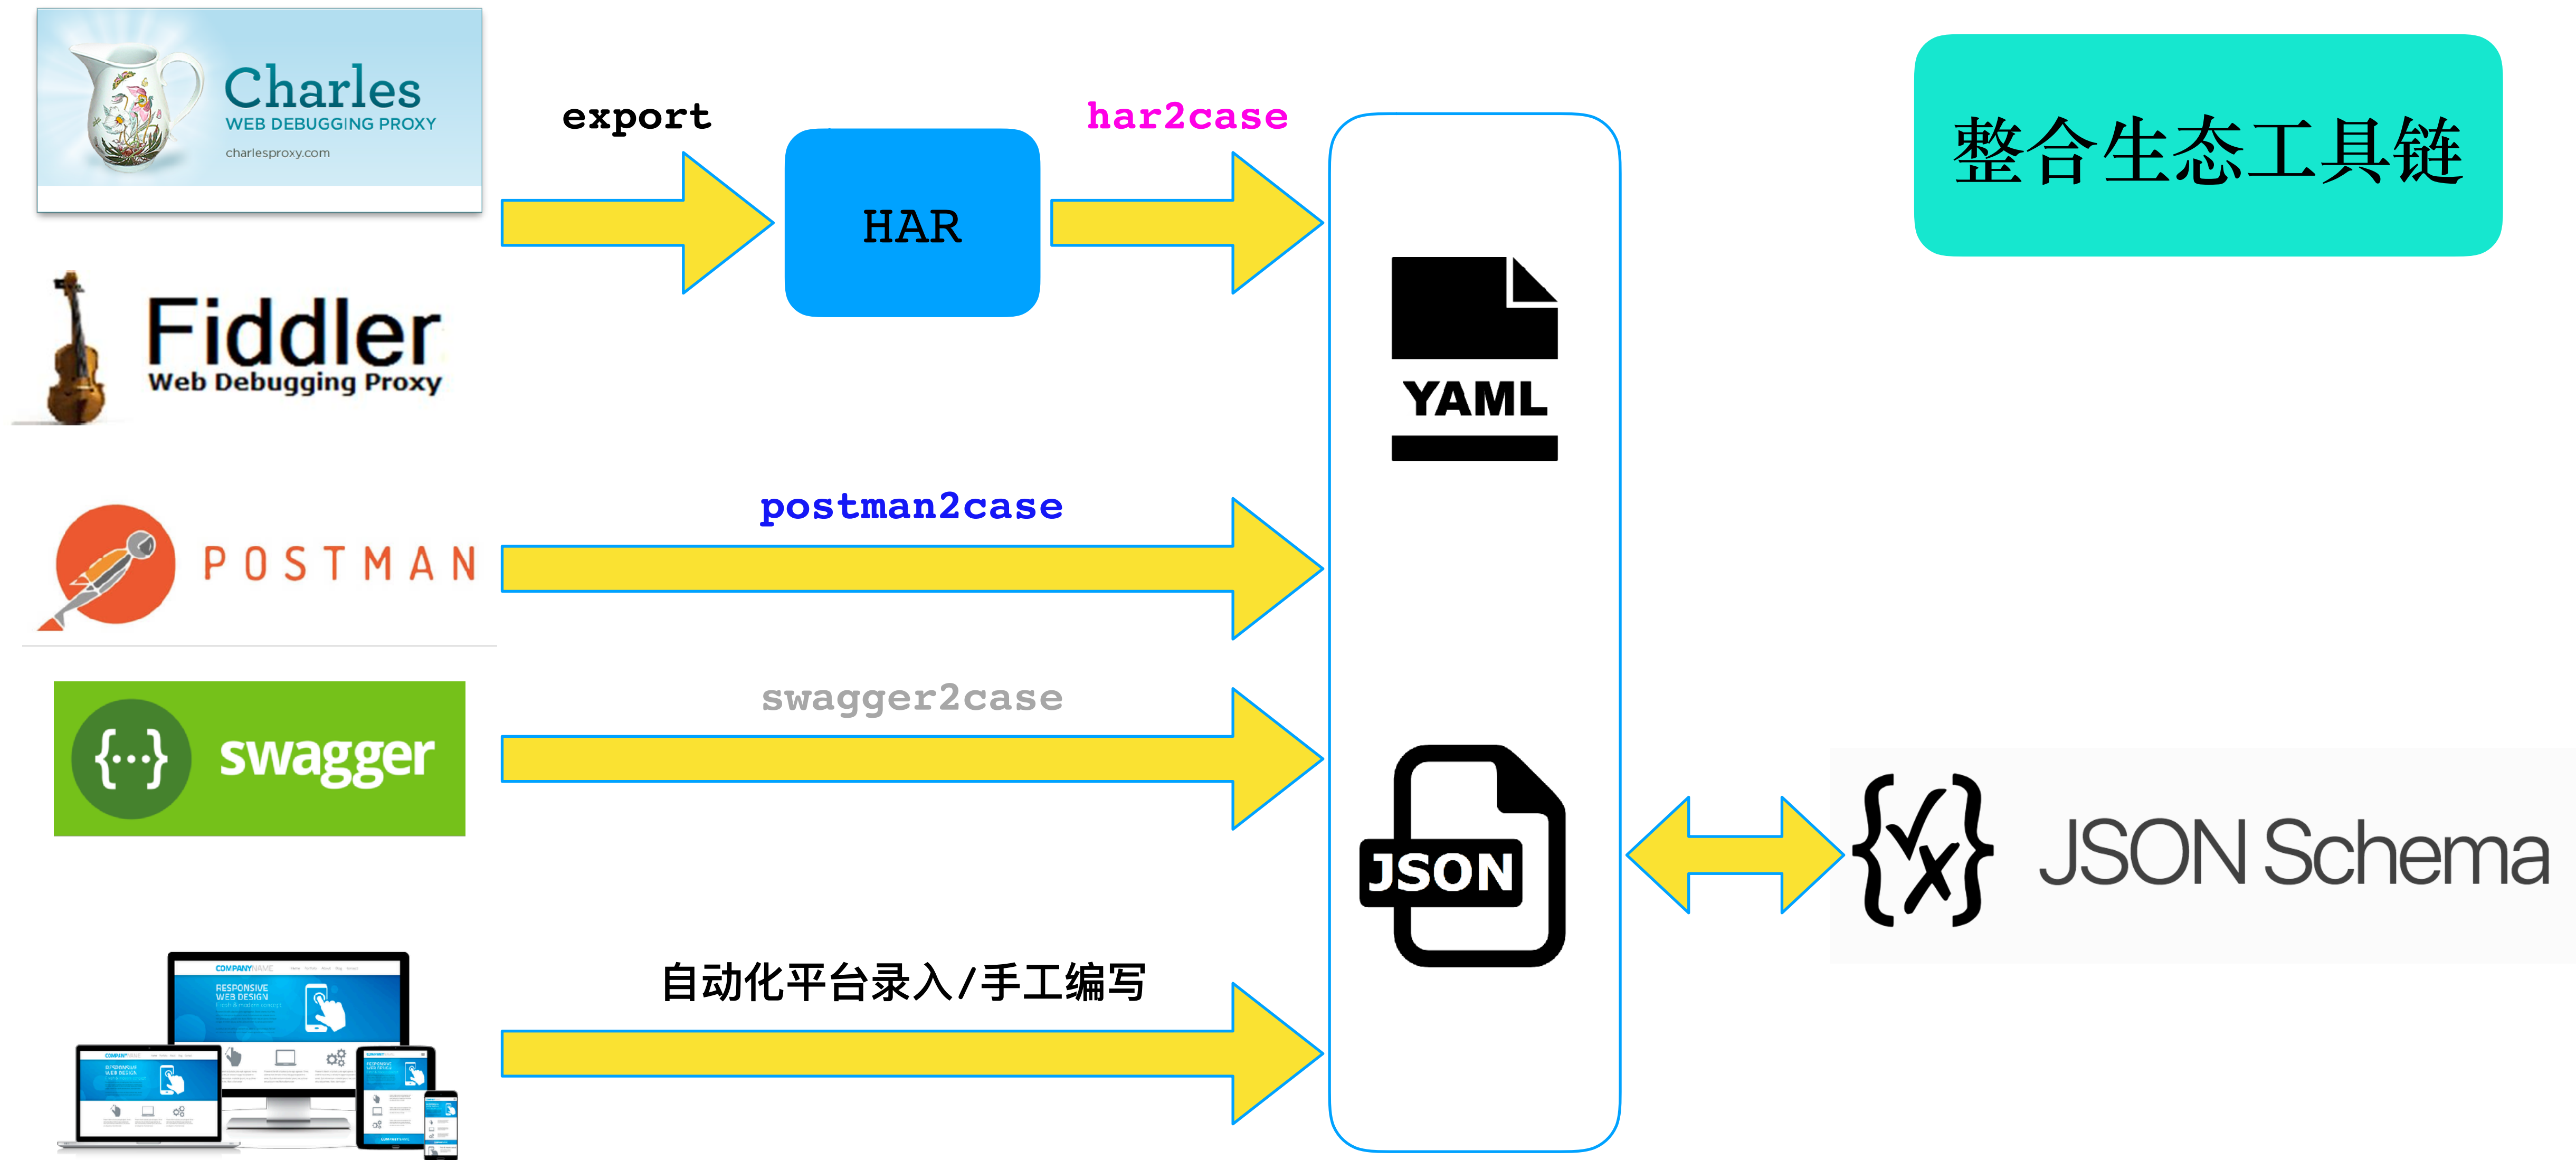 Charles
WEB DEBUGGING PROXY
charlesproxy.com
export
HAR
har2case
整合生态工具链
Fiddler
Web Debugging Proxy
YAML
POSTMAN
postman2case
{···} swagger
swagger2case
JSON
JSON Schema
自动化平台录入/手工编写
COMPANYNAME
RESPONSIVE
WEB DESIGN